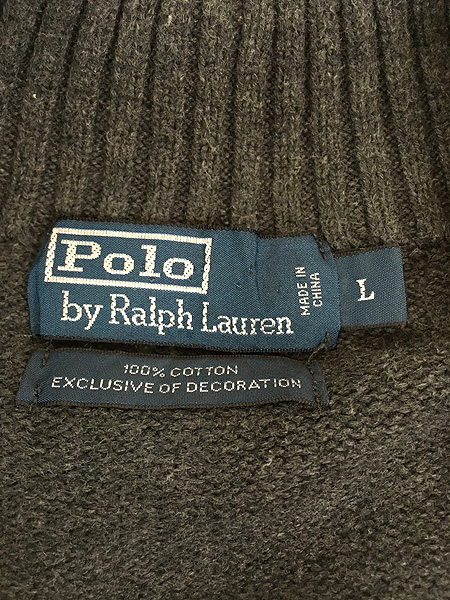 Polo
by Ralph Lauren
MADE IN
CHINA
L
100% COTTON
EXCLUSIVE OF DECORATION